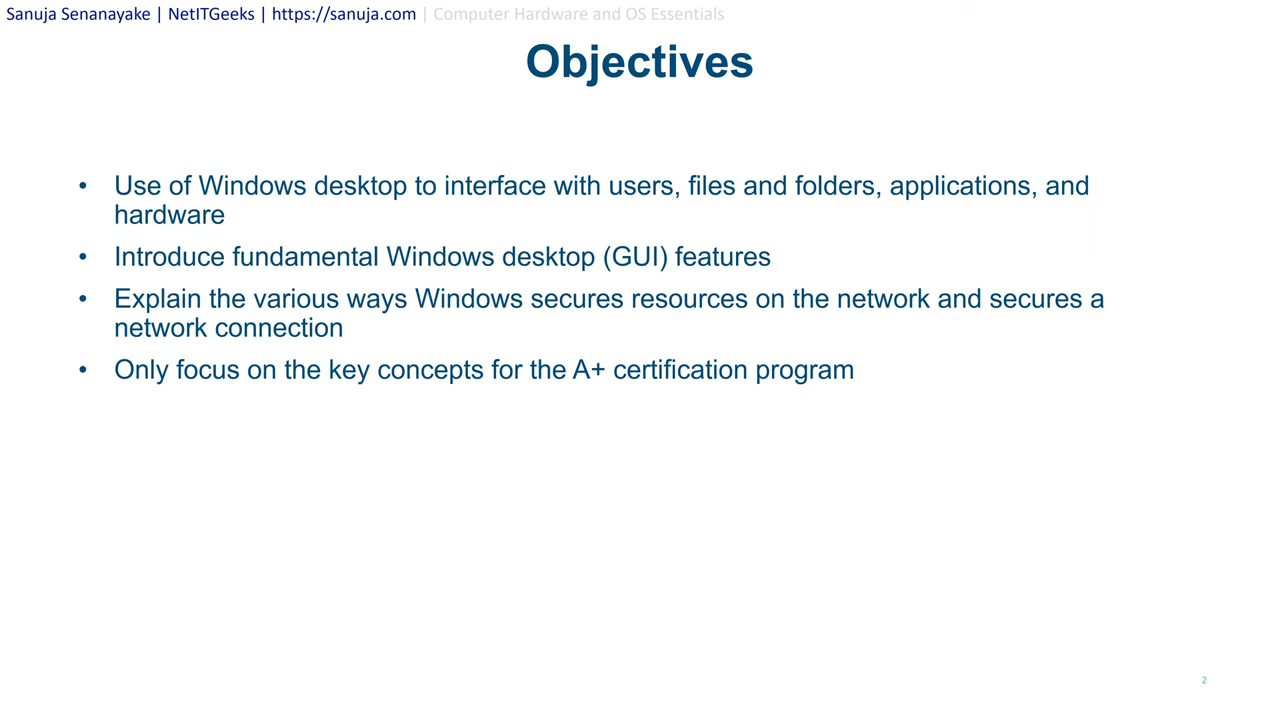 Sanuja Senanayake | NetITGeeks | https://sanuja.com | Computer Hardware and OS Essentials
Objectives
• Use of Windows desktop to interface with users, files and folders, applications, and
hardware
• Introduce fundamental Windows desktop (GUI) features
• Explain the various ways Windows secures resources on the network and secures a
network connection
• Only focus on the key concepts for the A+ certification program
2